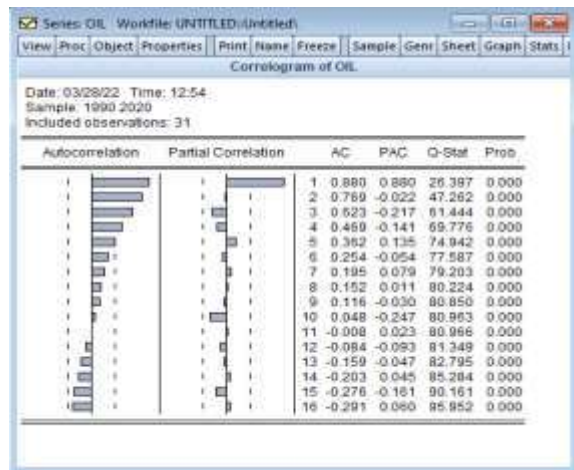 Series: OIL Workfile: UNTITLED::Untitled\
View Proc Object Properties Print Name Freeze Sample Genr Sheet Graph Stats
Correlogram of OIL
Date: 03/28/22 Time: 12:54
Sample: 1990 2020
Included observations: 31
Autocorrelation Partial Correlation AC PAC Q-Stat Prob
1 0.880 0.880 26.397 0.000
2 0.769 -0.022 47.262 0.000
3 0.623 -0.217 61.444 0.000
4 0.469 -0.141 69.776 0.000
5 0.362 0.135 74.942 0.000
6 0.254 -0.054 77.587 0.000
7 0.195 0.079 79.203 0.000
8 0.152 0.011 80.224 0.000
9 0.116 -0.030 80.850 0.000
10 0.048 -0.247 80.963 0.000
11 -0.008 0.023 80.966 0.000
12 -0.084 -0.093 81.349 0.000
13 -0.159 -0.047 82.795 0.000
14 -0.203 0.045 85.284 0.000
15 -0.276 -0.161 90.161 0.000
16 -0.291 0.060 95.952 0.000